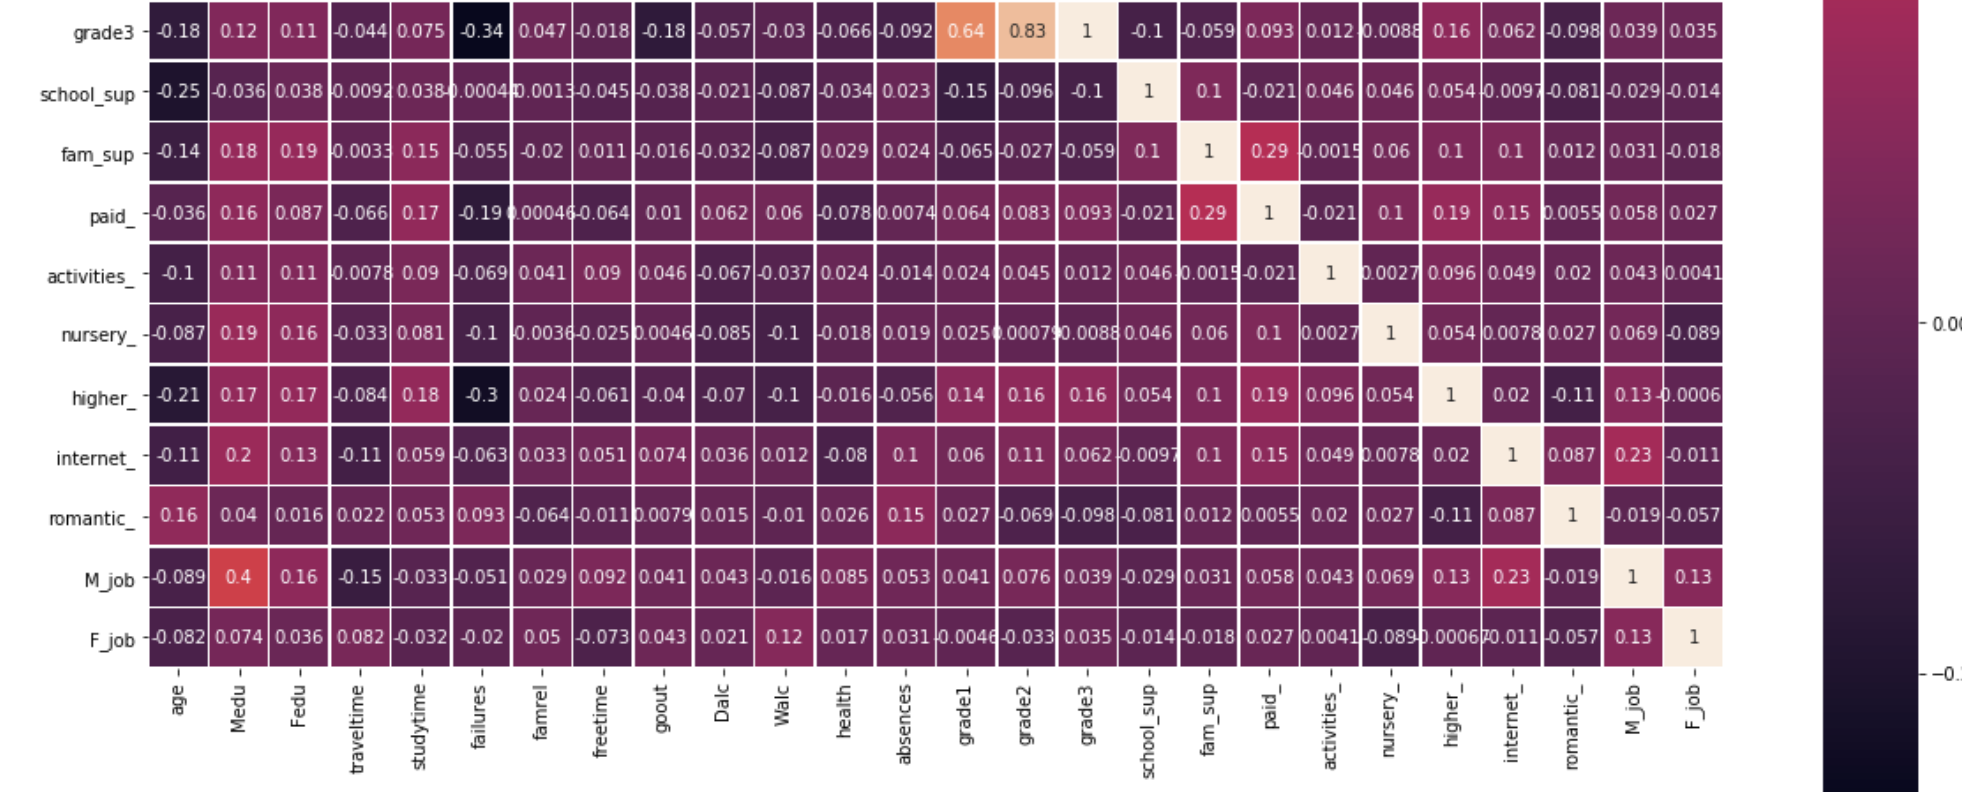 grade3 -0.18 0.12 0.11 -0.044 0.075 -0.34 0.047 -0.018 -0.18 -0.057 -0.03 -0.066 -0.092 0.64 0.83 1 -0.1 -0.059 0.093 0.012 -0.0088 0.16 0.062 -0.098 0.039 0.035
school_sup -0.25 -0.036 0.038 -0.0092 0.038 -0.00044 -0.0013 -0.045 -0.038 -0.021 -0.087 -0.034 0.023 -0.15 -0.096 -0.1 1 0.1 -0.021 0.046 0.046 0.054 -0.0097 -0.081 -0.029 -0.014
fam_sup -0.14 0.18 0.19 -0.0033 0.15 -0.055 -0.02 0.011 -0.016 -0.032 -0.087 0.029 0.024 -0.065 -0.027 -0.059 0.1 1 0.29 -0.0015 0.06 0.1 0.1 0.012 0.031 -0.018
paid_ -0.036 0.16 0.087 -0.066 0.17 -0.19 0.00046 -0.064 0.01 0.062 0.06 -0.078 0.0074 0.064 0.083 0.093 -0.021 0.29 1 -0.021 0.1 0.19 0.15 0.0055 0.058 0.027
activities_ -0.1 0.11 0.11 -0.0078 0.09 -0.069 0.041 0.09 0.046 -0.067 -0.037 0.024 -0.014 0.024 0.045 0.012 0.046 -0.0015 -0.021 1 0.0027 0.096 0.049 0.02 0.043 0.0041
nursery_ -0.087 0.19 0.16 -0.033 0.081 -0.1 -0.0036 -0.025 0.0046 -0.085 -0.1 -0.018 0.019 0.025 0.00079 0.0088 0.046 0.06 0.1 0.0027 1 0.054 0.0078 0.027 0.069 -0.089
0.00
higher_ -0.21 0.17 0.17 -0.084 0.18 -0.3 0.024 -0.061 -0.04 -0.07 -0.1 -0.016 -0.056 0.14 0.16 0.16 0.054 0.1 0.19 0.096 0.054 1 0.02 -0.11 0.13 -0.0006
internet_ -0.11 0.2 0.13 -0.11 0.059 -0.063 0.033 0.051 0.074 0.036 0.012 -0.08 0.1 0.06 0.11 0.062 -0.0097 0.1 0.15 0.049 0.0078 0.02 1 0.087 0.23 -0.011
romantic_ 0.16 0.04 0.016 0.022 0.053 0.093 -0.064 -0.011 0.0079 0.015 -0.01 0.026 0.15 0.027 -0.069 -0.098 -0.081 0.012 0.0055 0.02 0.027 -0.11 0.087 1 -0.019 -0.057
M_job -0.089 0.4 0.16 -0.15 -0.033 -0.051 0.029 0.092 0.041 0.043 -0.016 0.085 0.053 0.041 0.076 0.039 -0.029 0.031 0.058 0.043 0.069 0.13 0.23 -0.019 1 0.13
F_job -0.082 0.074 0.036 0.082 -0.032 -0.02 0.05 -0.073 0.043 0.021 0.12 0.017 0.031 -0.0046 -0.033 0.035 -0.014 -0.018 0.027 0.0041 -0.089 -0.00067 -0.011 -0.057 0.13 1
age Medu Fedu traveltime studytime failures famrel freetime goout Dalc Walc health absences grade1 grade2 grade3 school_sup fam_sup paid_ activities_ nursery_ higher_ internet_ romantic_ M_job F_job